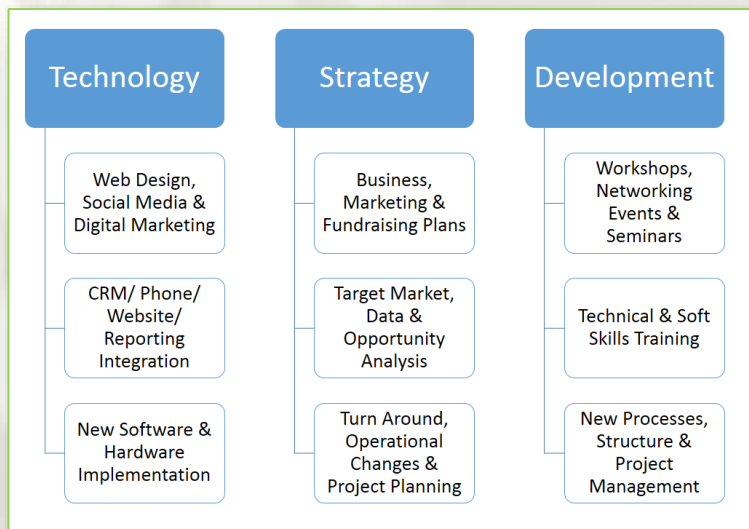 Technology
Web Design,
Social Media &
Digital Marketing
CRM/ Phone/
Website/
Reporting
Integration
New Software &
Hardware
Implementation
Strategy
Business,
Marketing &
Fundraising Plans
Target Market,
Data &
Opportunity
Analysis
Turn Around,
Operational
Changes &
Project Planning
Development
Workshops,
Networking
Events &
Seminars
Technical & Soft
Skills Training
New Processes,
Structure &
Project
Management